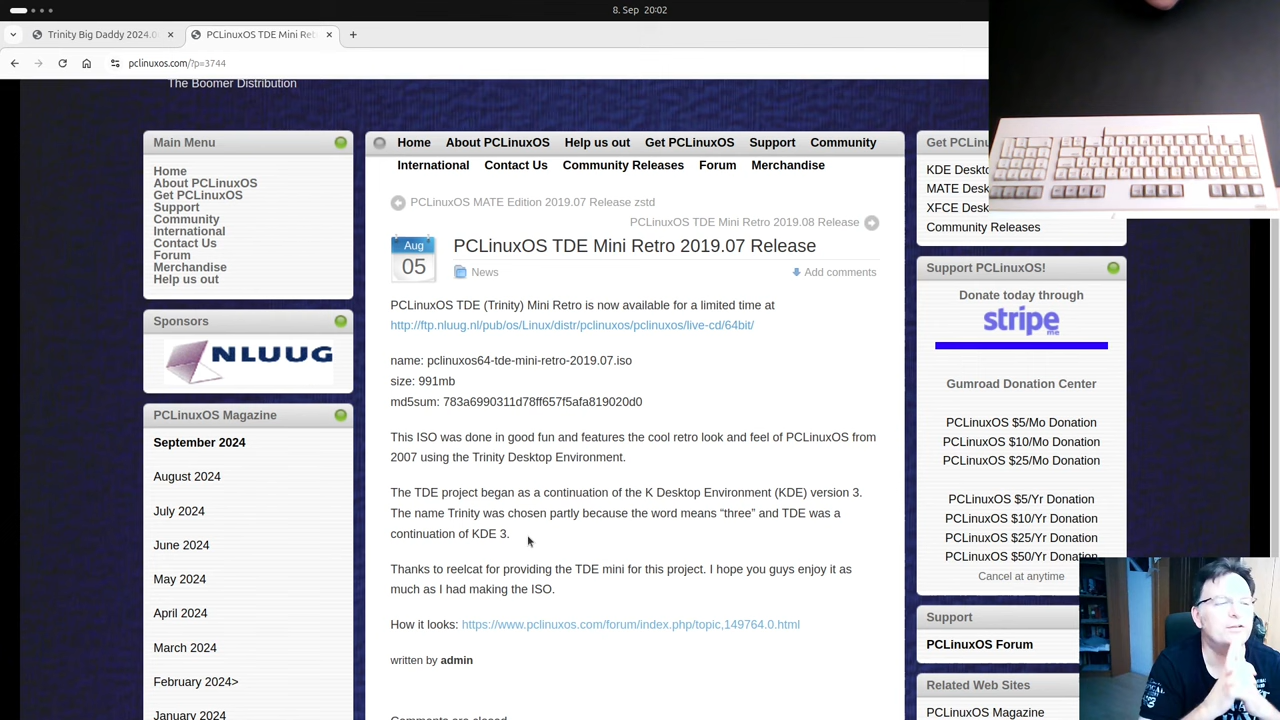 8. Sep  20:02
Trinity Big Daddy 2024.0
PCLinuxOS TDE Mini Ret
pclinuxos.com/?p=3744
The Boomer Distribution
Main Menu
Home
About PCLinuxOS
Get PCLinuxOS
Support
Community
International
Contact Us
Forum
Merchandise
Help us out
Sponsors
NLUUG
PCLinuxOS Magazine
September 2024
August 2024
July 2024
June 2024
May 2024
April 2024
March 2024
February 2024>
January 2024
Home About PCLinuxOS Help us out Get PCLinuxOS Support Community
International Contact Us Community Releases Forum Merchandise
PCLinuxOS MATE Edition 2019.07 Release zstd
PCLinuxOS TDE Mini Retro 2019.08 Release
Aug
05
PCLinuxOS TDE Mini Retro 2019.07 Release
News
Add comments
PCLinuxOS TDE (Trinity) Mini Retro is now available for a limited time at
http://ftp.nluug.nl/pub/os/Linux/distr/pclinuxos/pclinuxos/live-cd/64bit/
name: pclinuxos64-tde-mini-retro-2019.07.iso
size: 991mb
md5sum: 783a6990311d78ff657f5afa819020d0
This ISO was done in good fun and features the cool retro look and feel of PCLinuxOS from
2007 using the Trinity Desktop Environment.
The TDE project began as a continuation of the K Desktop Environment (KDE) version 3.
The name Trinity was chosen partly because the word means “three” and TDE was a
continuation of KDE 3.
Thanks to reelcat for providing the TDE mini for this project. I hope you guys enjoy it as
much as I had making the ISO.
How it looks: https://www.pclinuxos.com/forum/index.php/topic,149764.0.html
written by admin
Comments are closed
Get PCLinu
KDE Deskto
MATE Desk
XFCE Desk
Community Releases
Support PCLinuxOS!
Donate today through
stripe
me
Gumroad Donation Center
PCLinuxOS $5/Mo Donation
PCLinuxOS $10/Mo Donation
PCLinuxOS $25/Mo Donation
PCLinuxOS $5/Yr Donation
PCLinuxOS $10/Yr Donation
PCLinuxOS $25/Yr Donation
PCLinuxOS $50/Yr Donation
Cancel at anytime
Support
PCLinuxOS Forum
Related Web Sites
PCLinuxOS Magazine